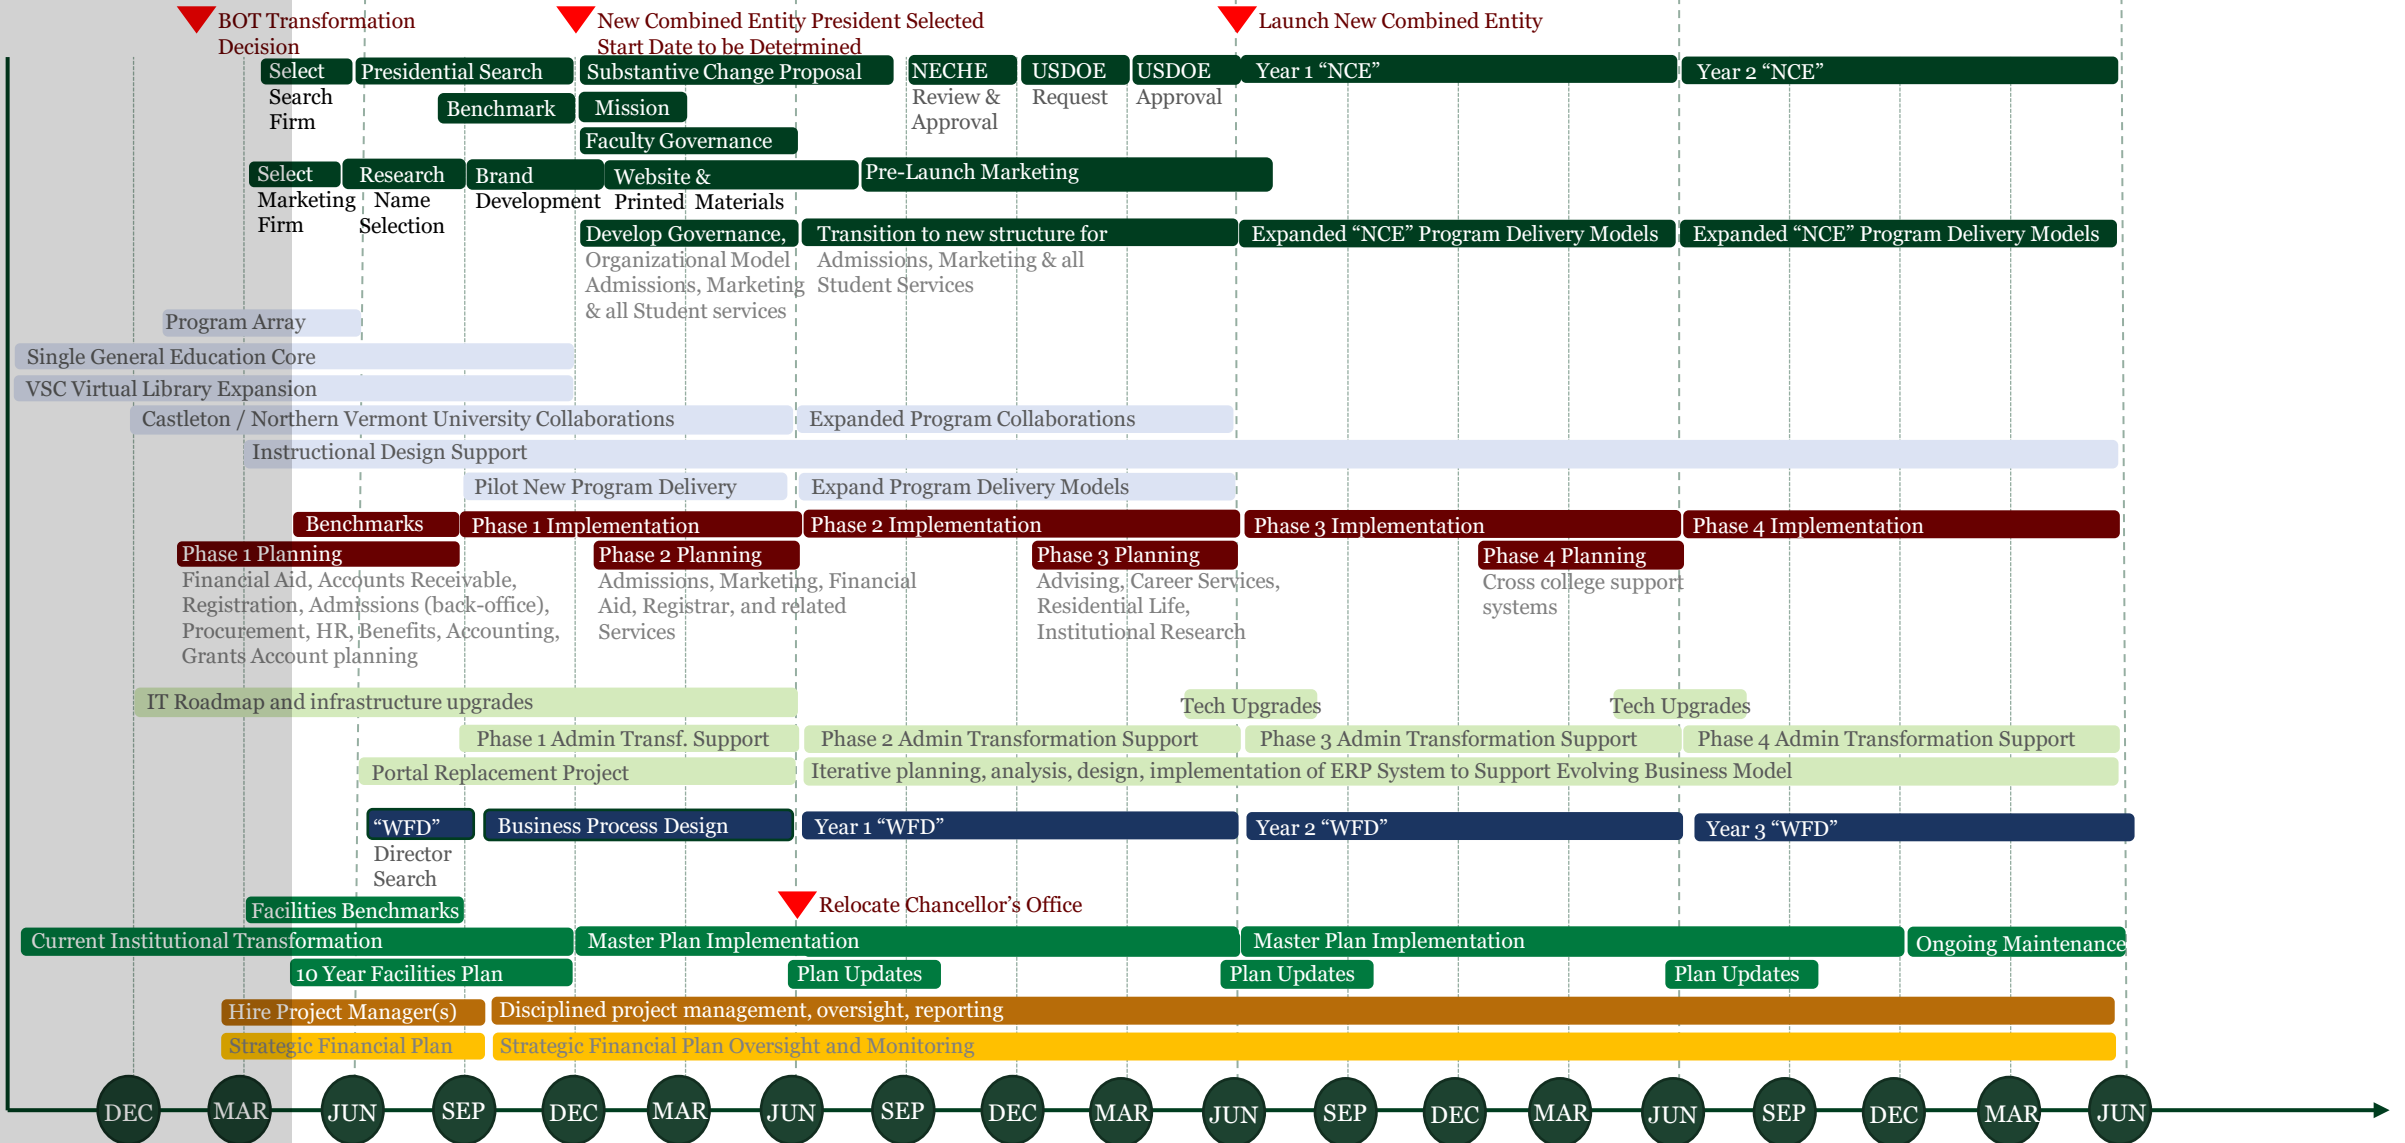 BOT Transformation
Decision
New Combined Entity President Selected
Start Date to be Determined
Launch New Combined Entity
Select
Search
Firm
Presidential Search
Substantive Change Proposal
NECHE
Review &
Approval
USDOE
Request
USDOE
Approval
Year 1 “NCE”
Year 2 “NCE”
Benchmark
Mission
Faculty Governance
Select
Marketing
Firm
Research
Name
Selection
Brand
Development
Website &
Printed Materials
Pre-Launch Marketing
Develop Governance,
Organizational Model
Admissions, Marketing
& all Student services
Transition to new structure for
Admissions, Marketing & all
Student Services
Expanded “NCE” Program Delivery Models
Expanded “NCE” Program Delivery Models
Program Array
Single General Education Core
VSC Virtual Library Expansion
Castleton / Northern Vermont University Collaborations
Expanded Program Collaborations
Instructional Design Support
Pilot New Program Delivery
Expand Program Delivery Models
Benchmarks
Phase 1 Implementation
Phase 2 Implementation
Phase 3 Implementation
Phase 4 Implementation
Phase 1 Planning
Financial Aid, Accounts Receivable,
Registration, Admissions (back-office),
Procurement, HR, Benefits, Accounting,
Grants Account planning
Phase 2 Planning
Admissions, Marketing, Financial
Aid, Registrar, and related
Services
Phase 3 Planning
Advising, Career Services,
Residential Life,
Institutional Research
Phase 4 Planning
Cross college support
systems
IT Roadmap and infrastructure upgrades
Tech Upgrades
Tech Upgrades
Phase 1 Admin Transf. Support
Phase 2 Admin Transformation Support
Phase 3 Admin Transformation Support
Phase 4 Admin Transformation Support
Portal Replacement Project
Iterative planning, analysis, design, implementation of ERP System to Support Evolving Business Model
“WFD”
Director
Search
Business Process Design
Year 1 “WFD”
Year 2 “WFD”
Year 3 “WFD”
Facilities Benchmarks
Relocate Chancellor’s Office
Current Institutional Transformation
Master Plan Implementation
Master Plan Implementation
Ongoing Maintenance
10 Year Facilities Plan
Plan Updates
Plan Updates
Plan Updates
Hire Project Manager(s)
Disciplined project management, oversight, reporting
Strategic Financial Plan
Strategic Financial Plan Oversight and Monitoring
DEC
MAR
JUN
SEP
DEC
MAR
JUN
SEP
DEC
MAR
JUN
SEP
DEC
MAR
JUN
SEP
DEC
MAR
JUN